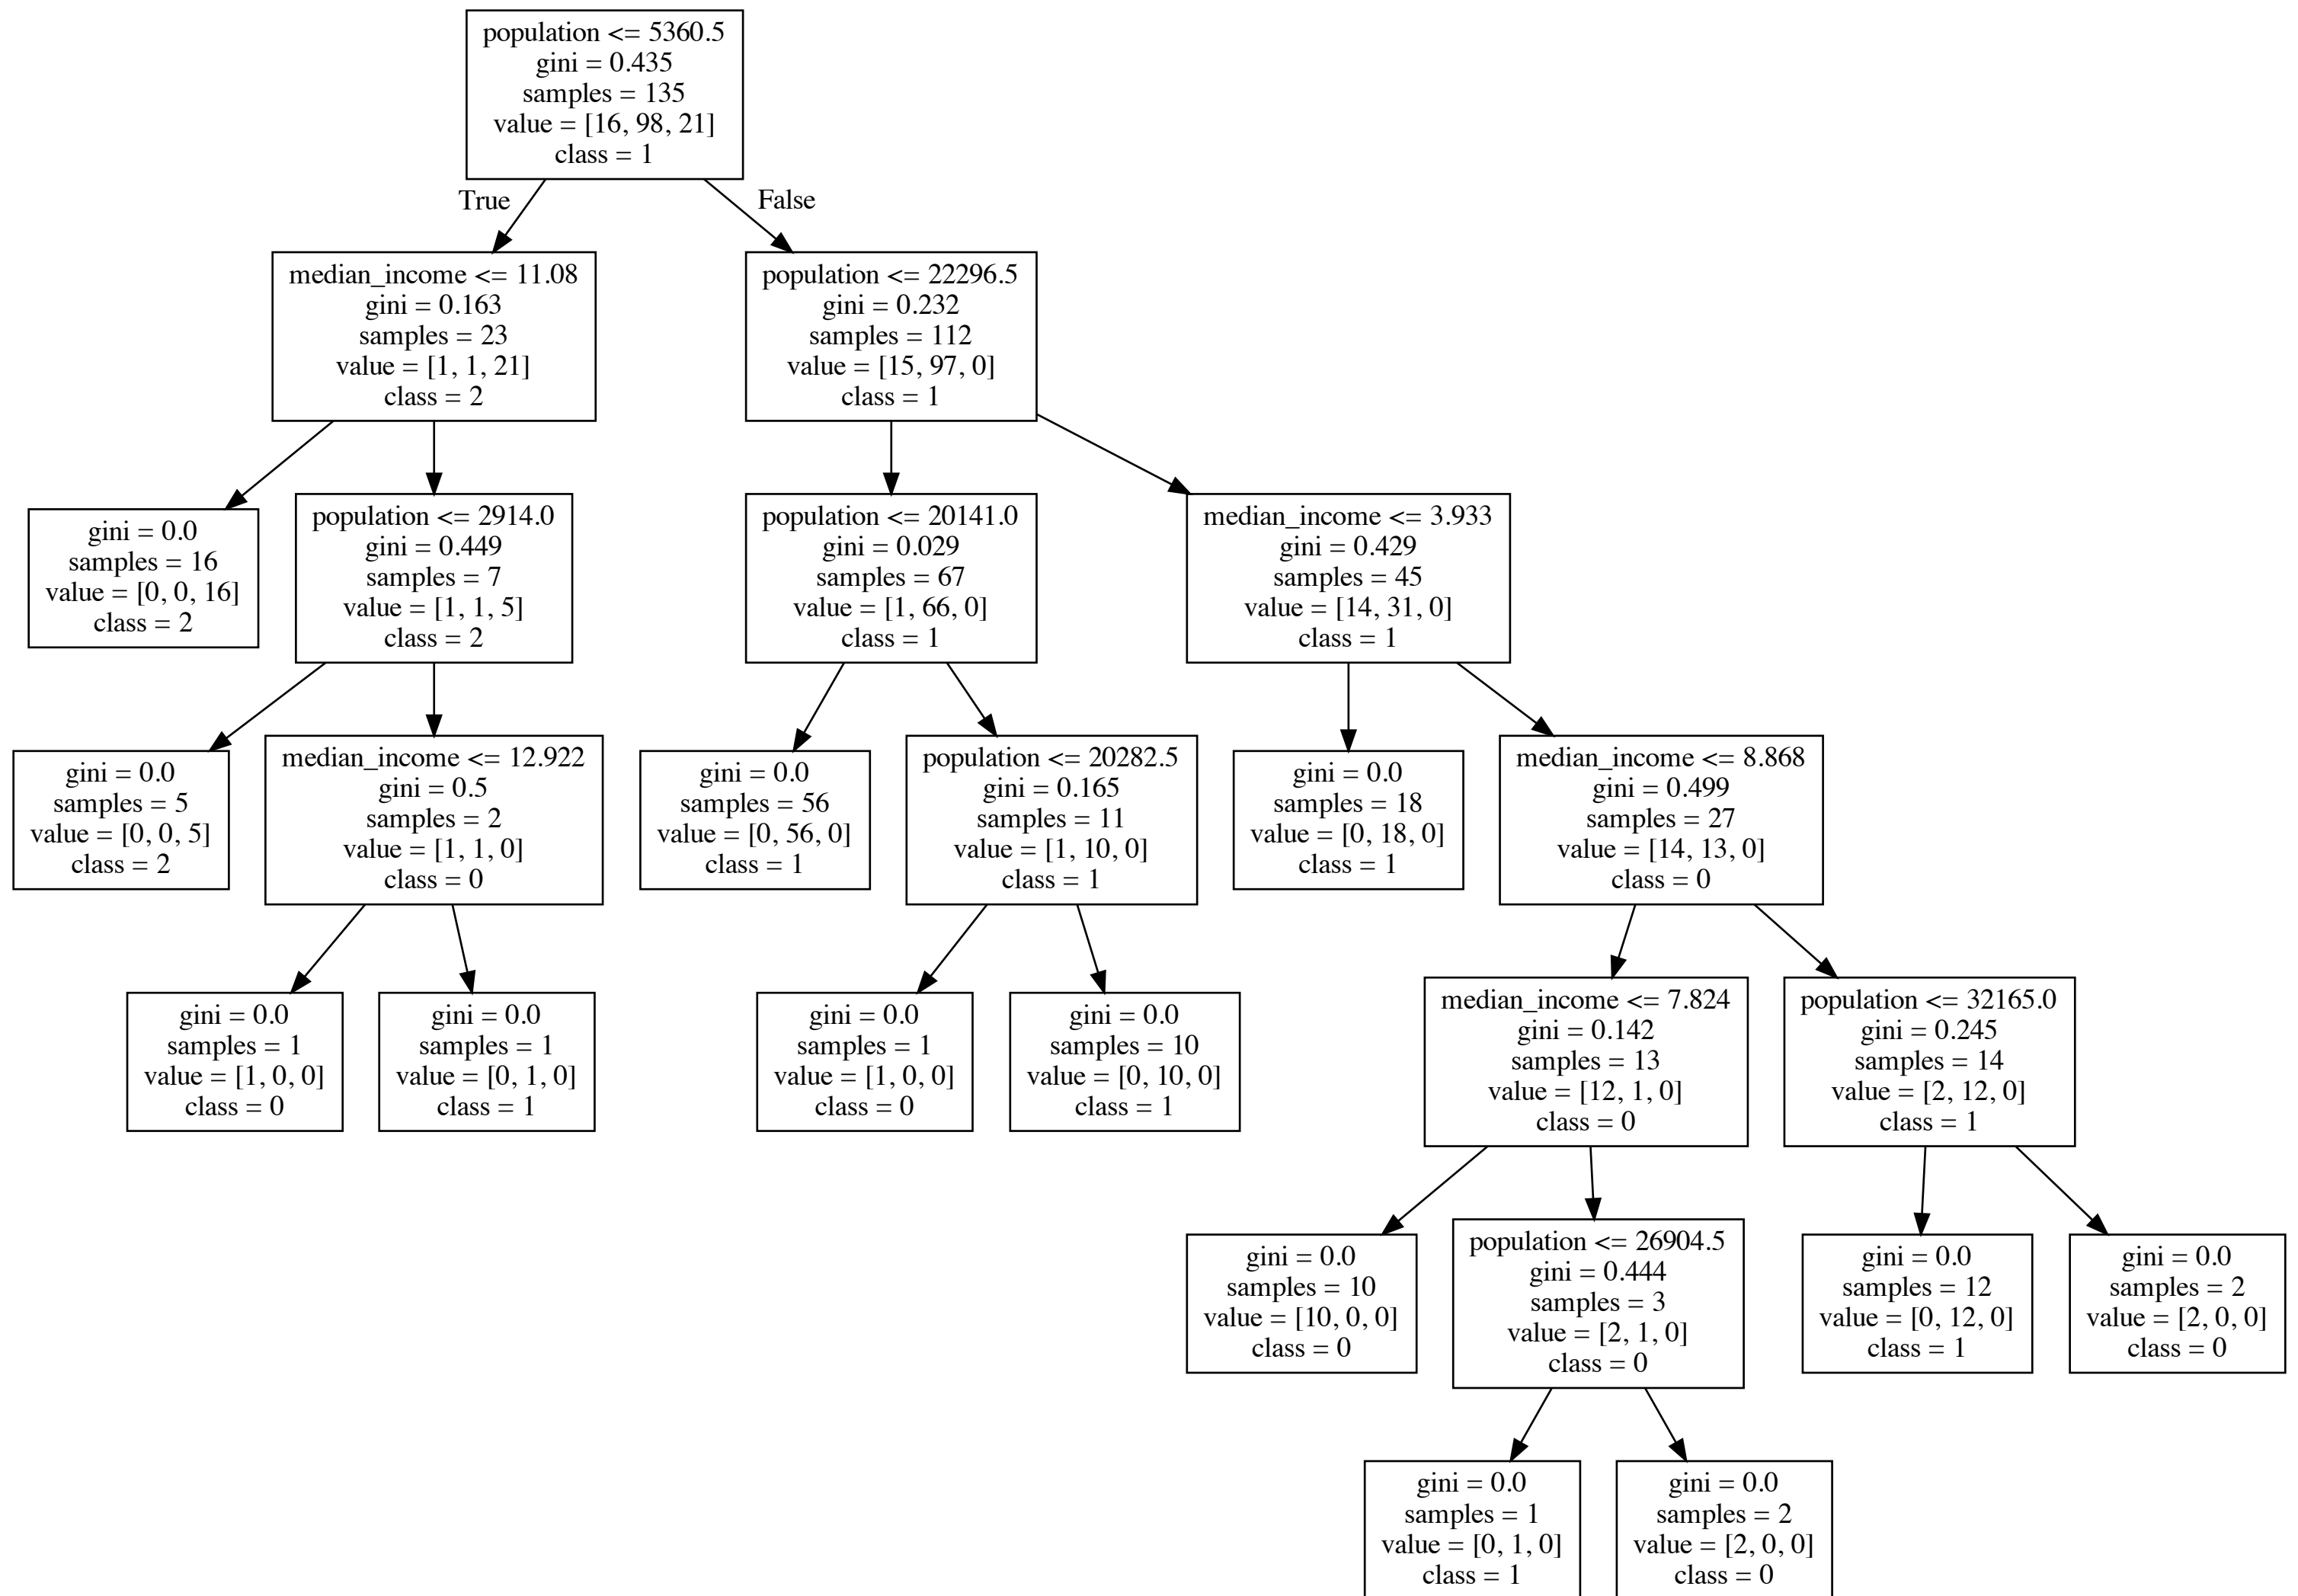 population <= 5360.5
gini = 0.435
samples = 135
value = [16, 98, 21]
class = 1
True
False
median_income <= 11.08
gini = 0.163
samples = 23
value = [1, 1, 21]
class = 2
population <= 22296.5
gini = 0.232
samples = 112
value = [15, 97, 0]
class = 1
gini = 0.0
samples = 16
value = [0, 0, 16]
class = 2
population <= 2914.0
gini = 0.449
samples = 7
value = [1, 1, 5]
class = 2
population <= 20141.0
gini = 0.029
samples = 67
value = [1, 66, 0]
class = 1
median_income <= 3.933
gini = 0.429
samples = 45
value = [14, 31, 0]
class = 1
gini = 0.0
samples = 5
value = [0, 0, 5]
class = 2
median_income <= 12.922
gini = 0.5
samples = 2
value = [1, 1, 0]
class = 0
gini = 0.0
samples = 56
value = [0, 56, 0]
class = 1
population <= 20282.5
gini = 0.165
samples = 11
value = [1, 10, 0]
class = 1
gini = 0.0
samples = 18
value = [0, 18, 0]
class = 1
median_income <= 8.868
gini = 0.499
samples = 27
value = [14, 13, 0]
class = 0
gini = 0.0
samples = 1
value = [1, 0, 0]
class = 0
gini = 0.0
samples = 1
value = [0, 1, 0]
class = 1
gini = 0.0
samples = 1
value = [1, 0, 0]
class = 0
gini = 0.0
samples = 10
value = [0, 10, 0]
class = 1
median_income <= 7.824
gini = 0.142
samples = 13
value = [12, 1, 0]
class = 0
population <= 32165.0
gini = 0.245
samples = 14
value = [2, 12, 0]
class = 1
gini = 0.0
samples = 10
value = [10, 0, 0]
class = 0
population <= 26904.5
gini = 0.444
samples = 3
value = [2, 1, 0]
class = 0
gini = 0.0
samples = 12
value = [0, 12, 0]
class = 1
gini = 0.0
samples = 2
value = [2, 0, 0]
class = 0
gini = 0.0
samples = 1
value = [0, 1, 0]
class = 1
gini = 0.0
samples = 2
value = [2, 0, 0]
class = 0